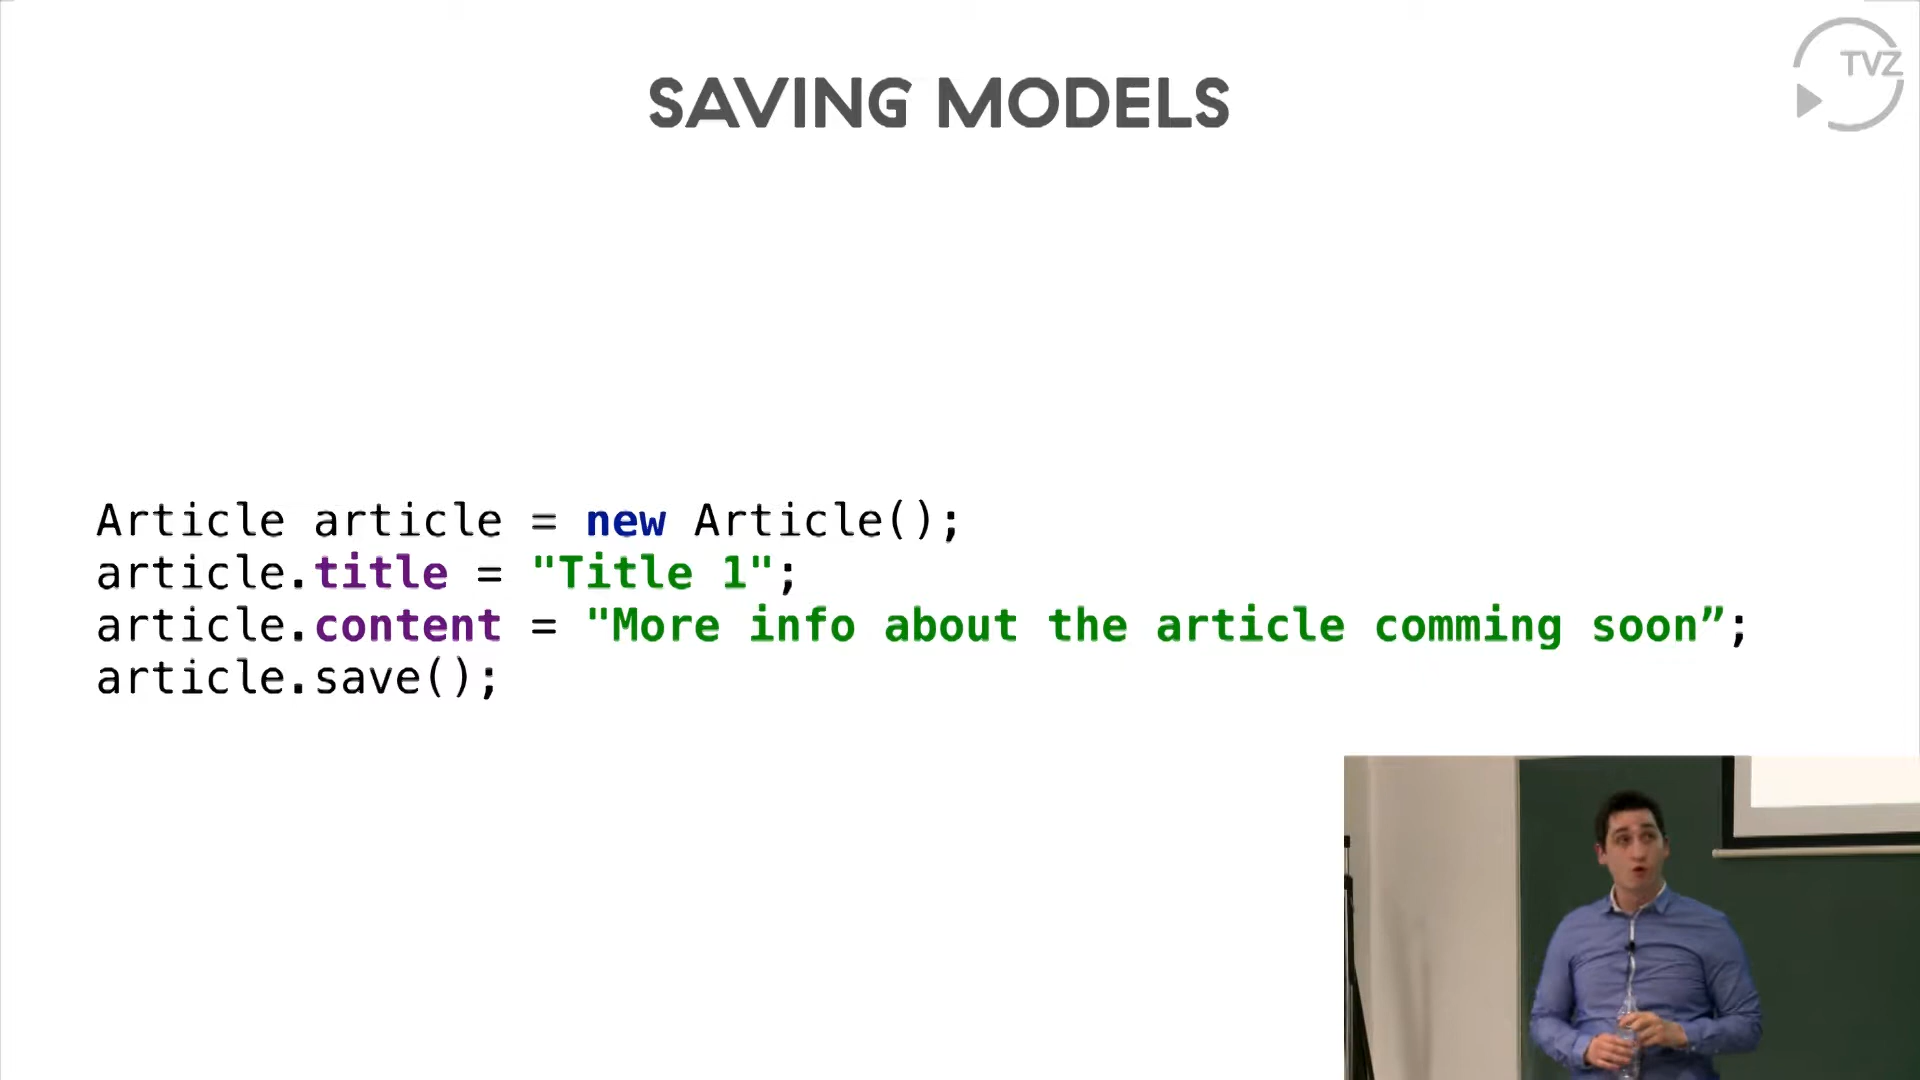 TVZ
SAVING MODELS
Article article = new Article();
article.title = "Title 1";
article.content = "More info about the article comming soon”;
article.save();